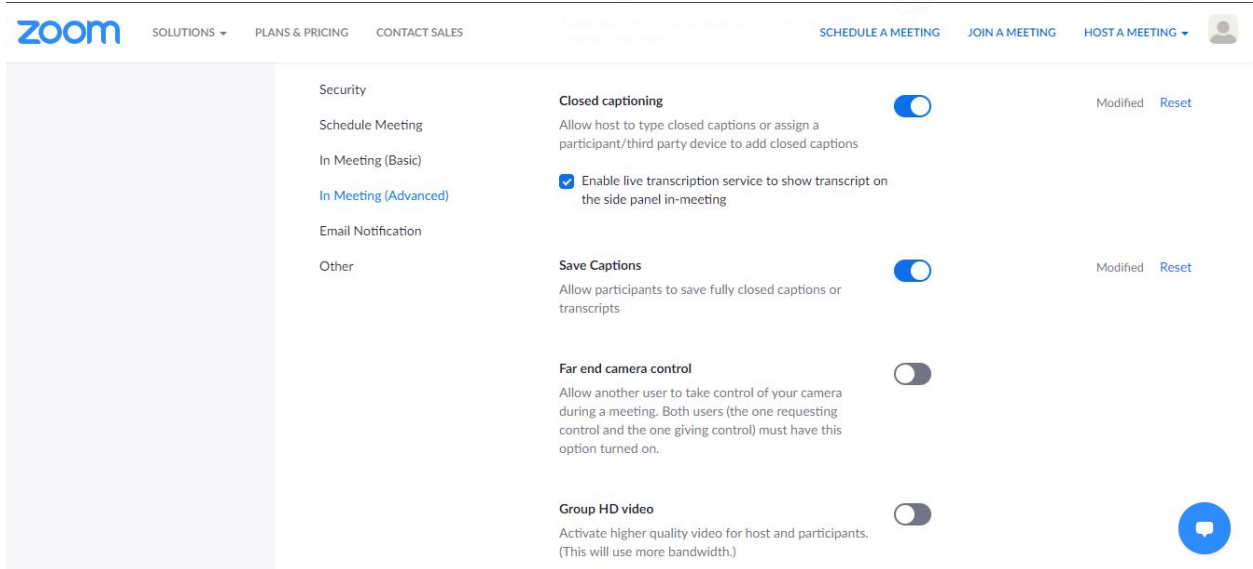 zoom
SOLUTIONS
PLANS & PRICING
CONTACT SALES
SCHEDULE A MEETING
JOIN A MEETING
HOST A MEETING
Security
Schedule Meeting
In Meeting (Basic)
In Meeting (Advanced)
Email Notification
Other
Closed captioning
Modified Reset
Allow host to type closed captions or assign a
participant/third party device to add closed captions
Enable live transcription service to show transcript on
the side panel in-meeting
Save Captions
Modified Reset
Allow participants to save fully closed captions or
transcripts
Far end camera control
Allow another user to take control of your camera
during a meeting. Both users (the one requesting
control and the one giving control) must have this
option turned on.
Group HD video
Activate higher quality video for host and participants.
(This will use more bandwidth.)